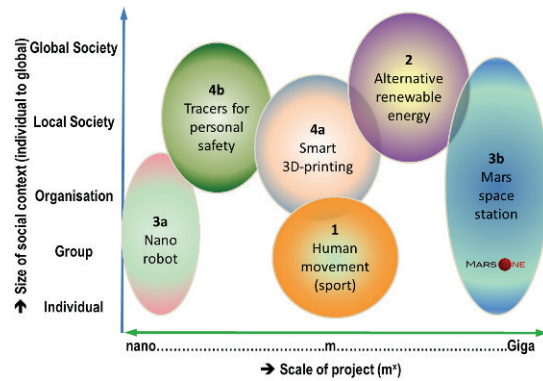 ➔ Size of social context (individual to global)
Global Society
Local Society
Organisation
Group
Individual
4b
Tracers for
personal
safety
2
Alternative
renewable
energy
4a
Smart
3D-printing
3b
Mars
space
station
3a
Nano
robot
1
Human
movement
(sport)
MARS ONE
nano.......................................m.......................................Giga
➔ Scale of project (mˣ)